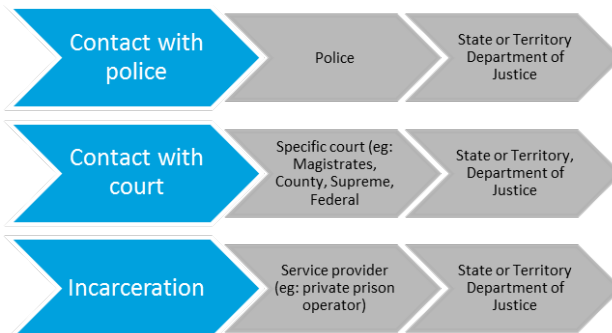 Contact with
police
Police
State or Territory
Department of
Justice
Contact with
court
Specific court (eg:
Magistrates,
County, Supreme,
Federal
State or Territory,
Department of
Justice
Incarceration
Service provider
(eg: private prison
operator)
State or Territory
Department of
Justice